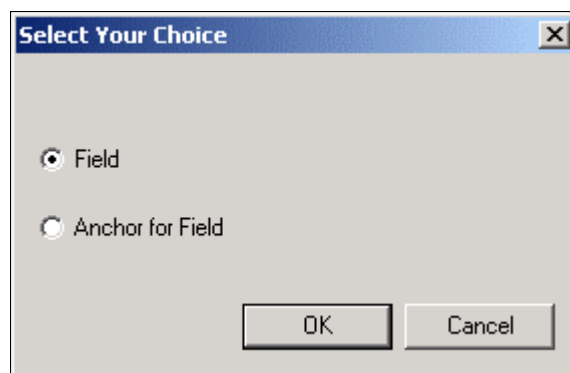 Select Your Choice
Field
Anchor for Field
OK
Cancel